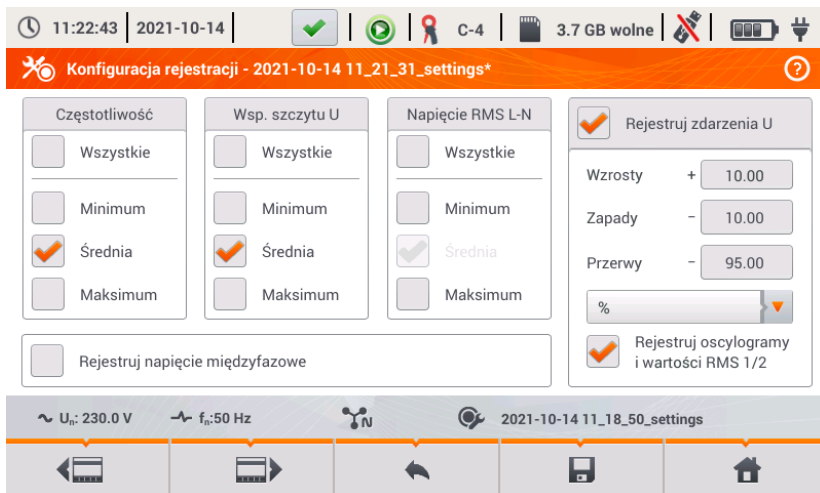 11:22:43 2021-10-14 C-4 3.7 GB wolne
Konfiguracja rejestracji - 2021-10-14 11_21_31_settings*
?
Częstotliwość
Wszystkie
Minimum
Średnia
Maksimum
Wsp. szczytu U
Wszystkie
Minimum
Średnia
Maksimum
Napięcie RMS L-N
Wszystkie
Minimum
Średnia
Maksimum
Rejestruj napięcie międzyfazowe
Rejestruj zdarzenia U
Wzrosty + 10.00
Zapady - 10.00
Przerwy - 95.00
%
Rejestruj oscylogramy
i wartości RMS 1/2
Un: 230.0 V fn:50 Hz N 2021-10-14 11_18_50_settings